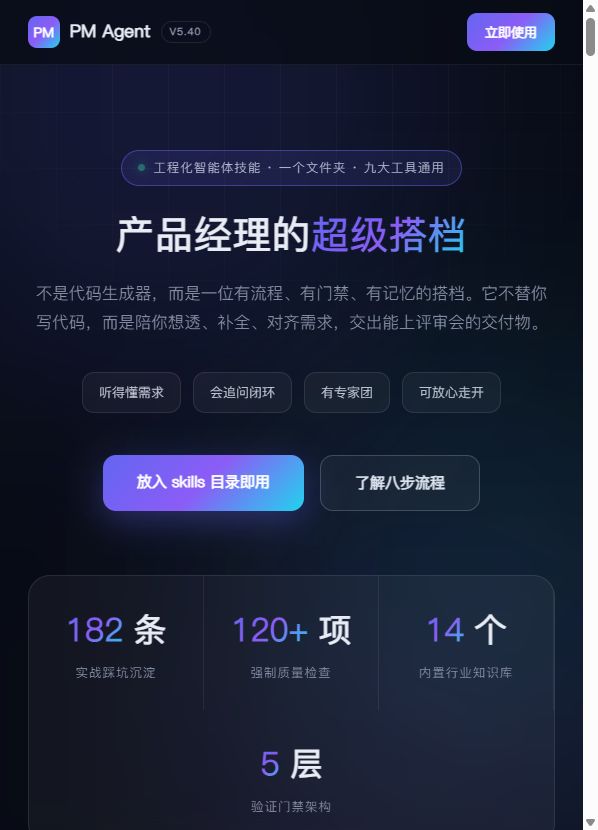 PM PM Agent V5.40 立即使用
工程化智能体技能 · 一个文件夹 · 九大工具通用
产品经理的超级搭档
不是代码生成器，而是一位有流程、有门禁、有记忆的搭档。它不替你
写代码，而是陪你想透、补全、对齐需求，交出能上评审会的交付物。
听得懂需求 会追问闭环 有专家团 可放心走开
放入 skills 目录即用 了解八步流程
182 条 120+ 项 14 个
实战踩坑沉淀 强制质量检查 内置行业知识库
5 层
验证门禁架构